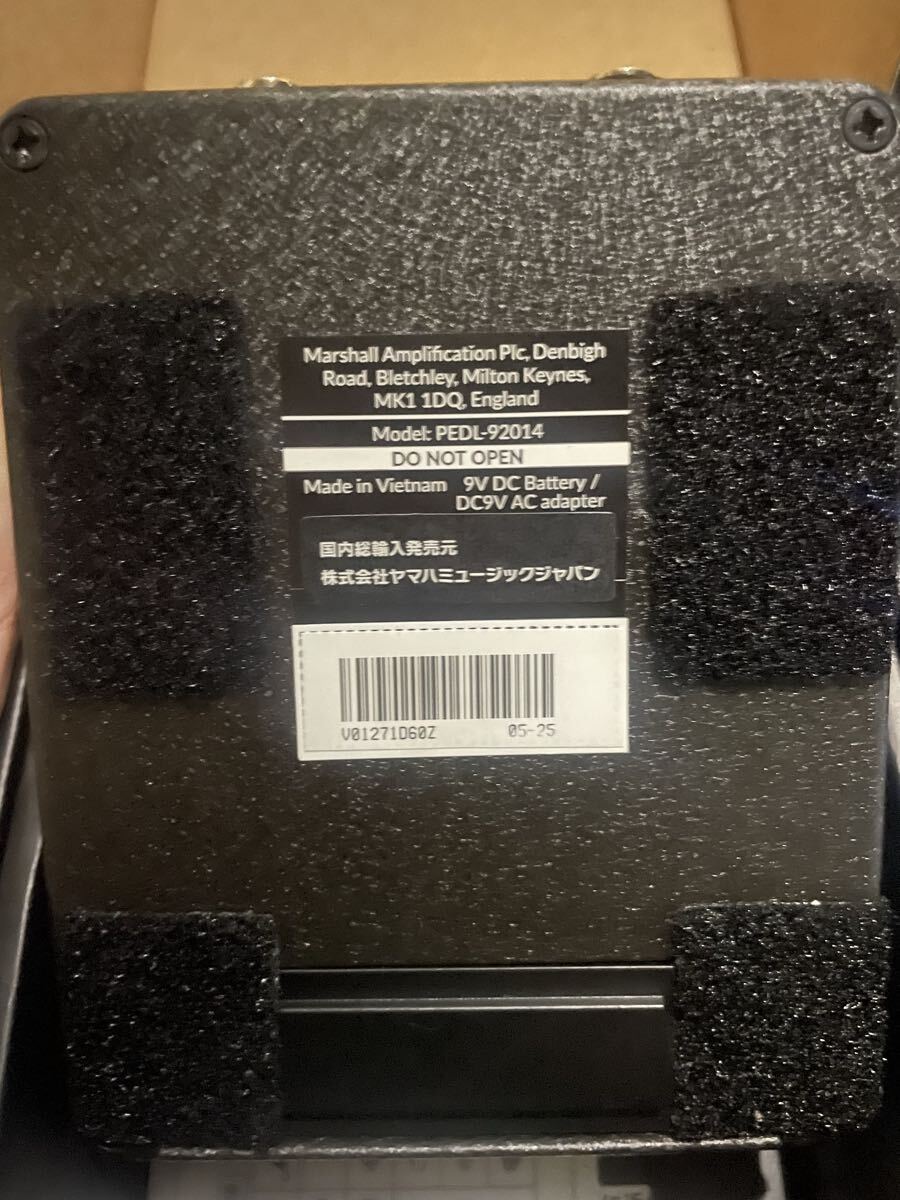 Marshall Amplification Plc, Denbigh
Road, Bletchley, Milton Keynes,
MK1 1DQ, England
Model: PEDL-92014
DO NOT OPEN
Made in Vietnam 9V DC Battery /
DC9V AC adapter
国内総輸入発売元
株式会社ヤマハミュージックジャパン
V01271D60Z 05-25